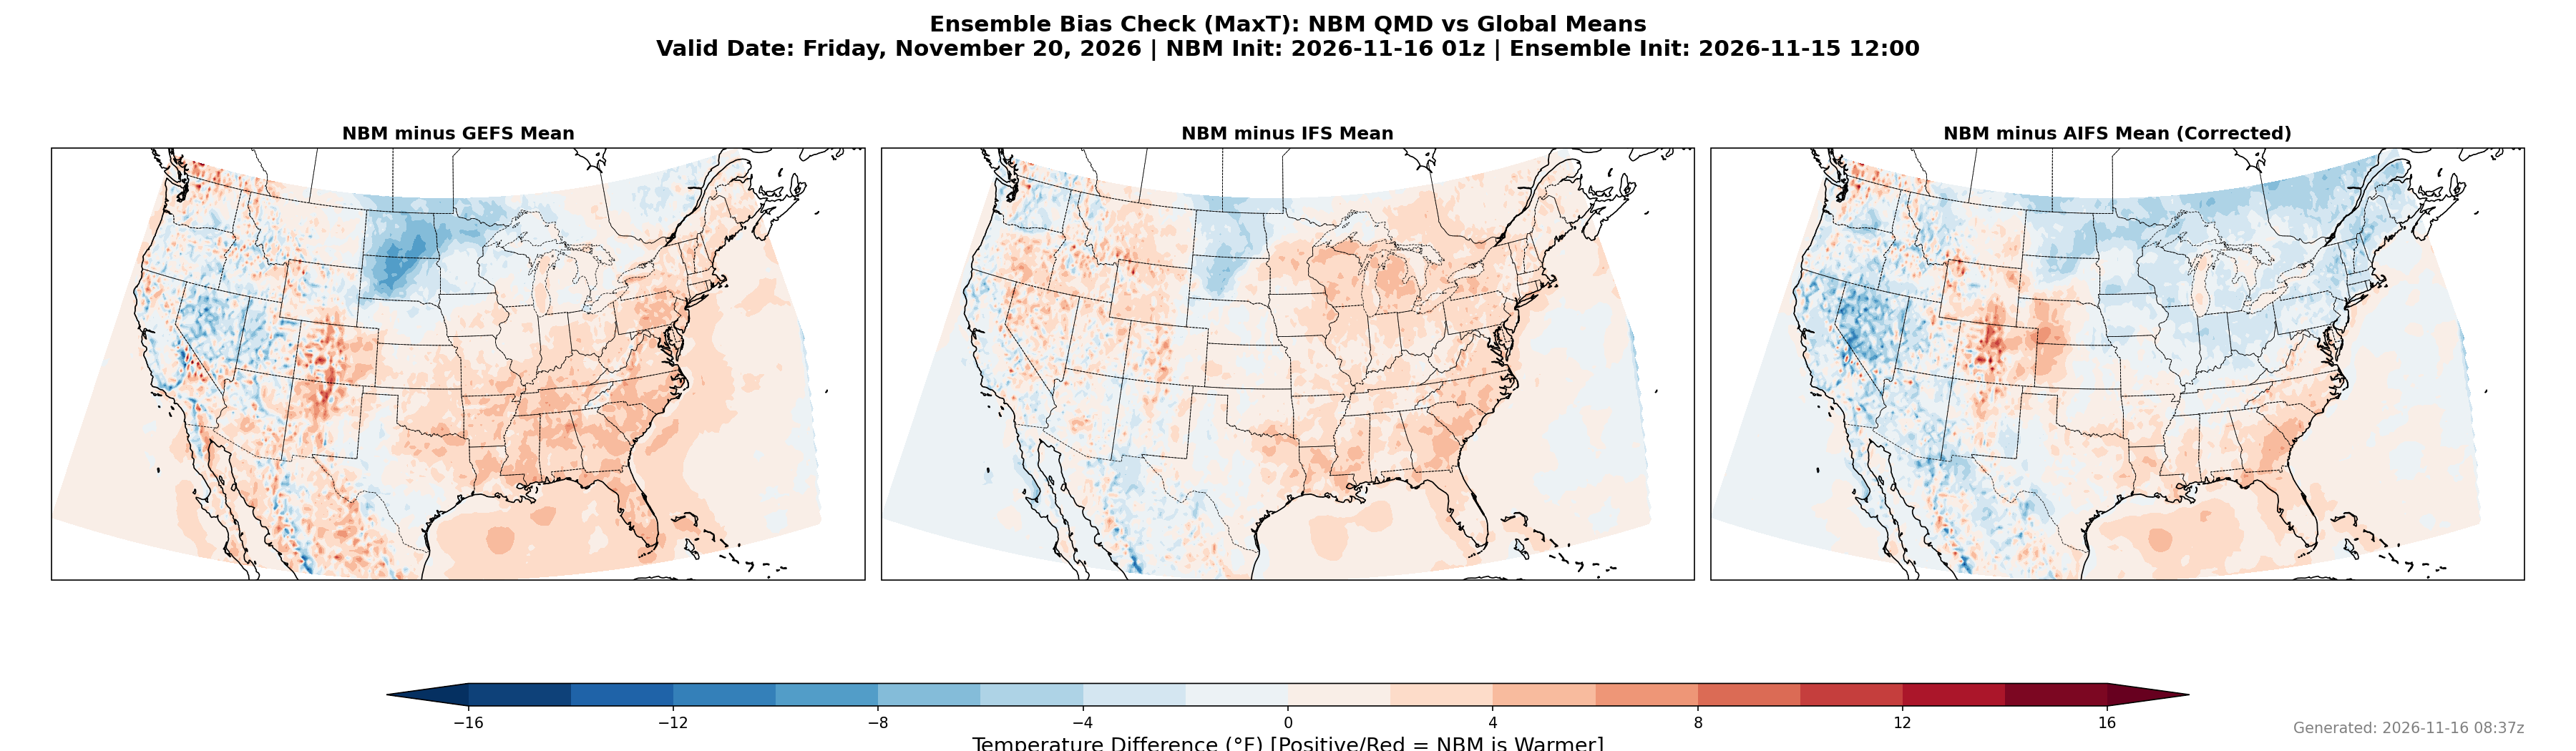 Ensemble Bias Check (MaxT): NBM QMD vs Global Means
Valid Date: Friday, November 20, 2026 | NBM Init: 2026-11-16 01z | Ensemble Init: 2026-11-15 12:00
NBM minus GEFS Mean
NBM minus IFS Mean
NBM minus AIFS Mean (Corrected)
−16 −12 −8 −4 0 4 8 12 16
Temperature Difference (°F) [Positive/Red = NBM is Warmer]
Generated: 2026-11-16 08:37z